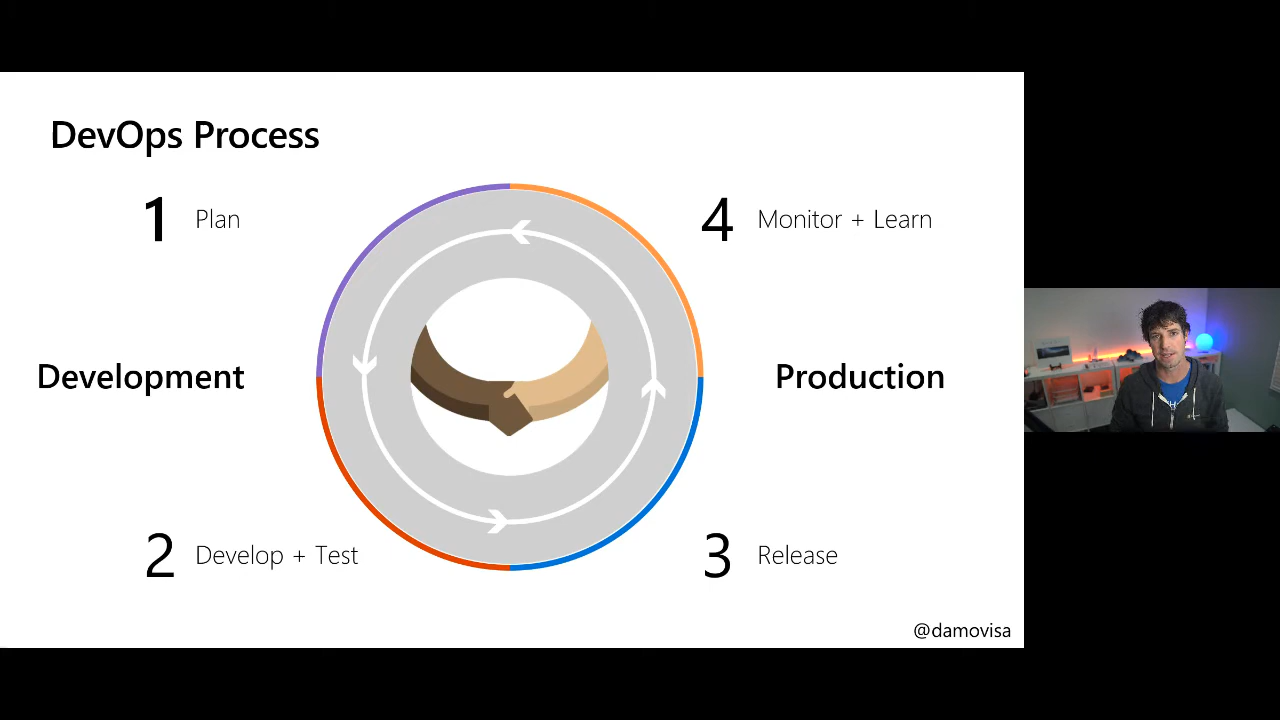 DevOps Process
1 Plan
4 Monitor + Learn
Development
Production
2 Develop + Test
3 Release
@damovisa